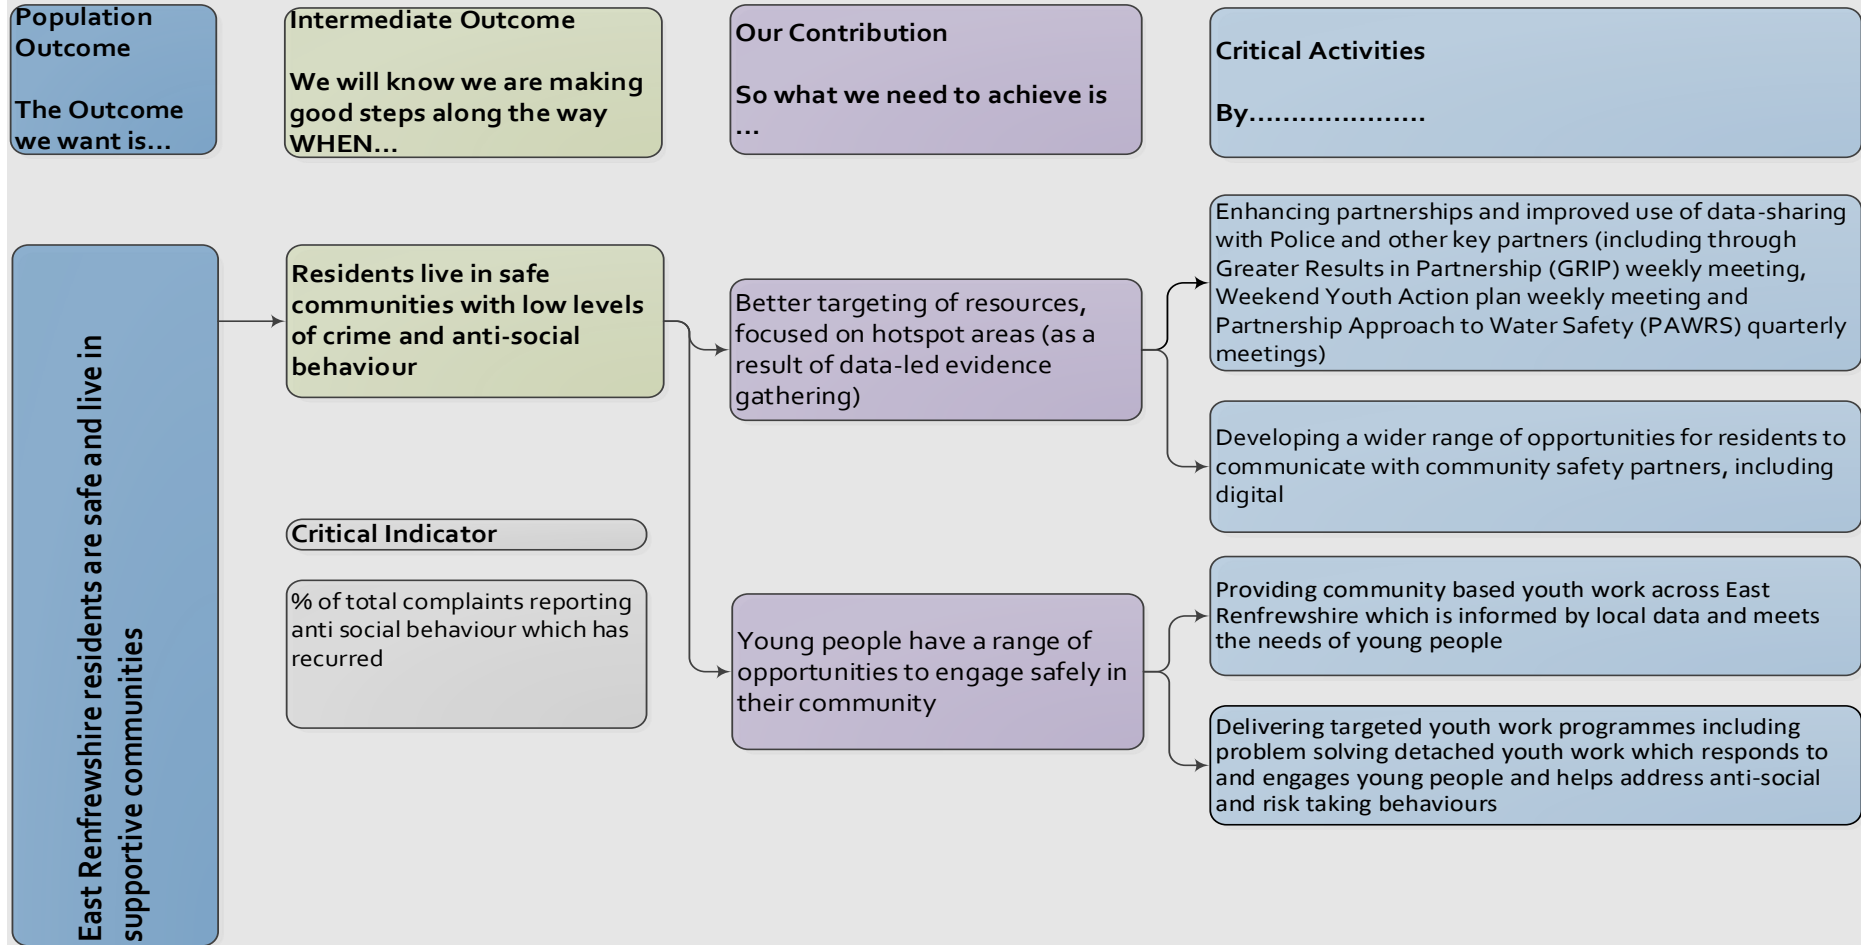 Population
Outcome
The Outcome
we want is...
Intermediate Outcome
We will know we are making
good steps along the way
WHEN...
Our Contribution
So what we need to achieve is
...
Critical Activities
By.....................
East Renfrewshire residents are safe and live in
supportive communities
Residents live in safe
communities with low levels
of crime and anti-social
behaviour
Critical Indicator
% of total complaints reporting
anti social behaviour which has
recurred
Better targeting of resources,
focused on hotspot areas (as a
result of data-led evidence
gathering)
Young people have a range of
opportunities to engage safely in
their community
Enhancing partnerships and improved use of data-sharing
with Police and other key partners (including through
Greater Results in Partnership (GRIP) weekly meeting,
Weekend Youth Action plan weekly meeting and
Partnership Approach to Water Safety (PAWRS) quarterly
meetings)
Developing a wider range of opportunities for residents to
communicate with community safety partners, including
digital
Providing community based youth work across East
Renfrewshire which is informed by local data and meets
the needs of young people
Delivering targeted youth work programmes including
problem solving detached youth work which responds to
and engages young people and helps address anti-social
and risk taking behaviours